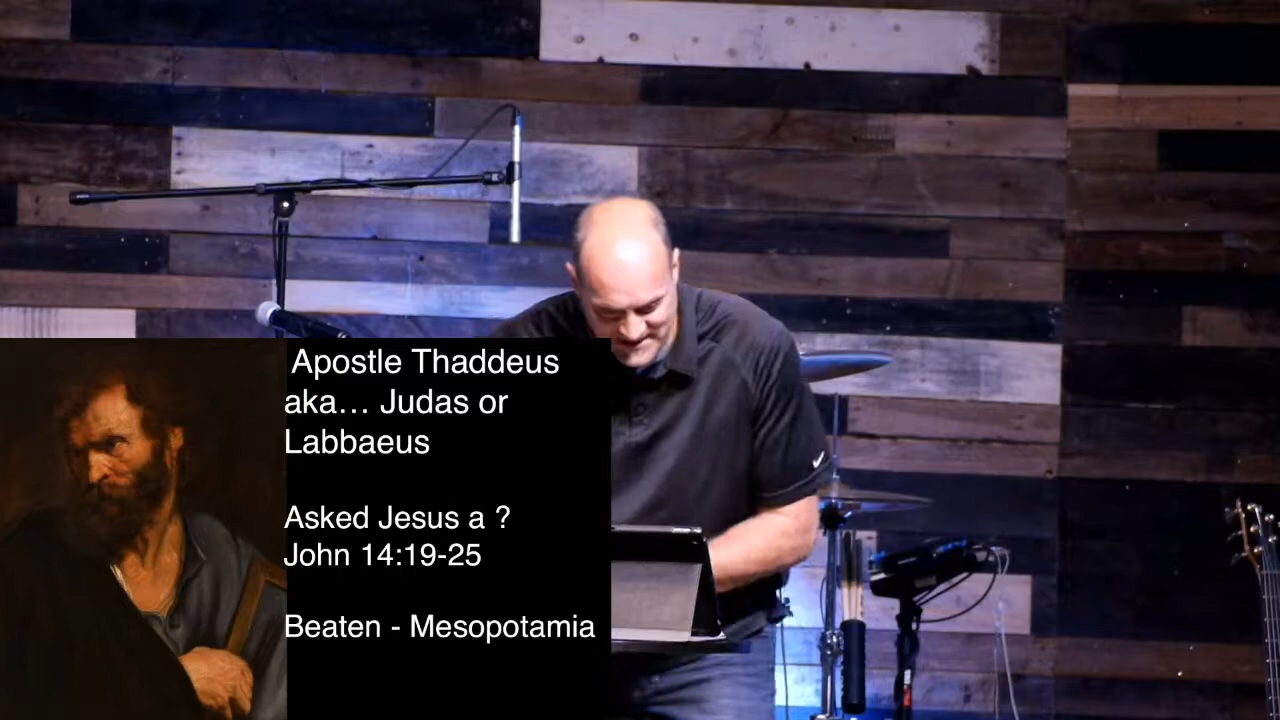 Apostle Thaddeus
aka… Judas or
Labbaeus
Asked Jesus a ?
John 14:19-25
Beaten - Mesopotamia